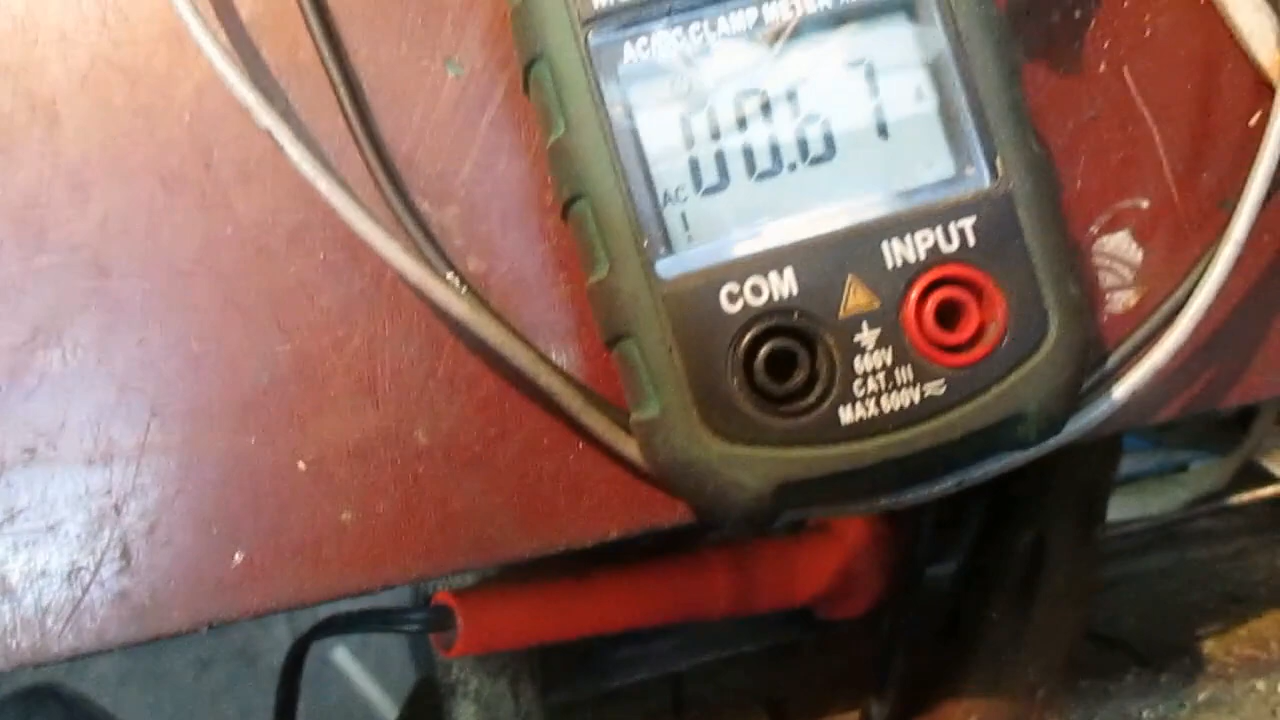 AC/DC CLAMP METER
00.67
A
AC
COM
INPUT
600V
CAT. III
MAX 600V